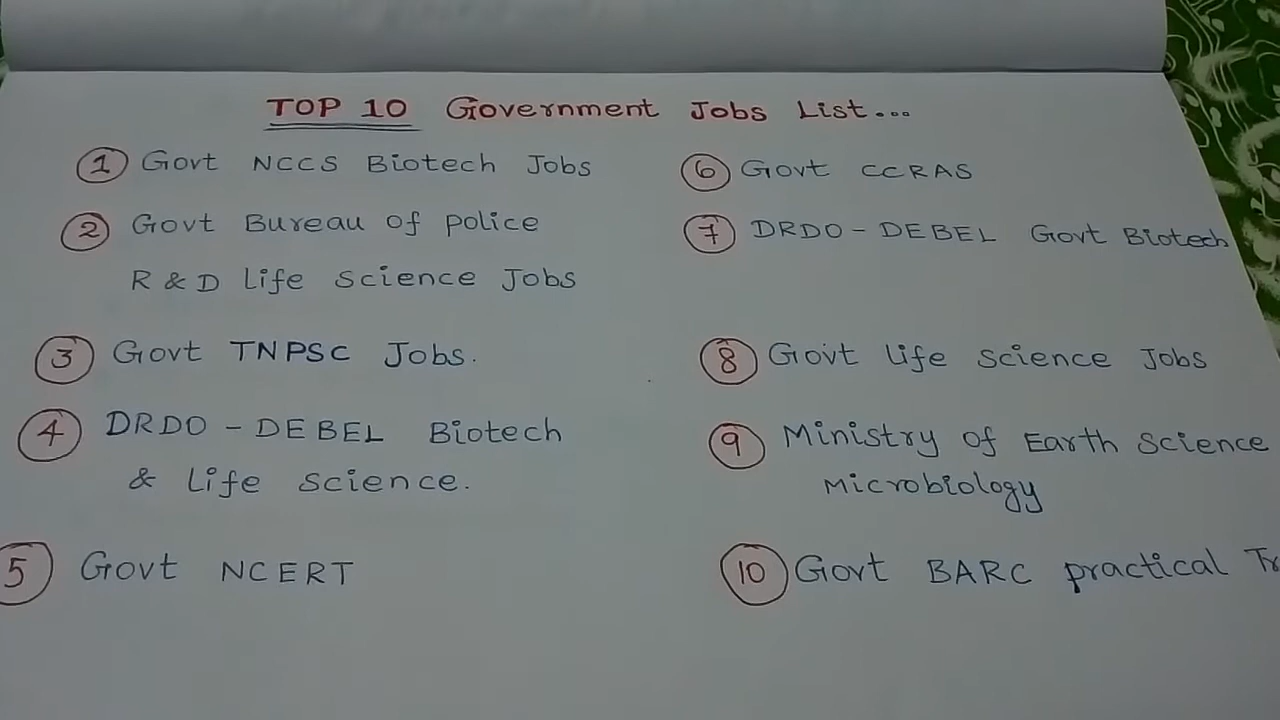 TOP 10 Government Jobs List...
1 Govt NCCS Biotech Jobs
2 Govt Bureau of police
R & D life science Jobs
3 Govt TNPSC Jobs.
4 DRDO - DEBEL Biotech
& life science.
5 Govt NCERT
6 Govt CCRAS
7 DRDO - DEBEL Govt Biotech
8 Govt life science Jobs
9 Ministry of Earth Science
Microbiology
10 Govt BARC practical